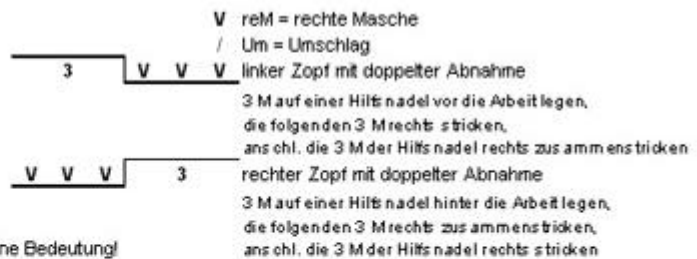 V reM = rechte Masche
/ Um = Umschlag
3 V V V linker Zopf mit doppelter Abnahme
3 M auf einer Hilfsnadel vor die Arbeit legen,
die folgenden 3 M rechts stricken,
anschl. die 3 M der Hilfsnadel rechts zusammenstricken
V V V 3 rechter Zopf mit doppelter Abnahme
3 M auf einer Hilfsnadel hinter die Arbeit legen,
die folgenden 3 M rechts zusammenstricken,
ne Bedeutung! anschl. die 3 M der Hilfsnadel rechts stricken